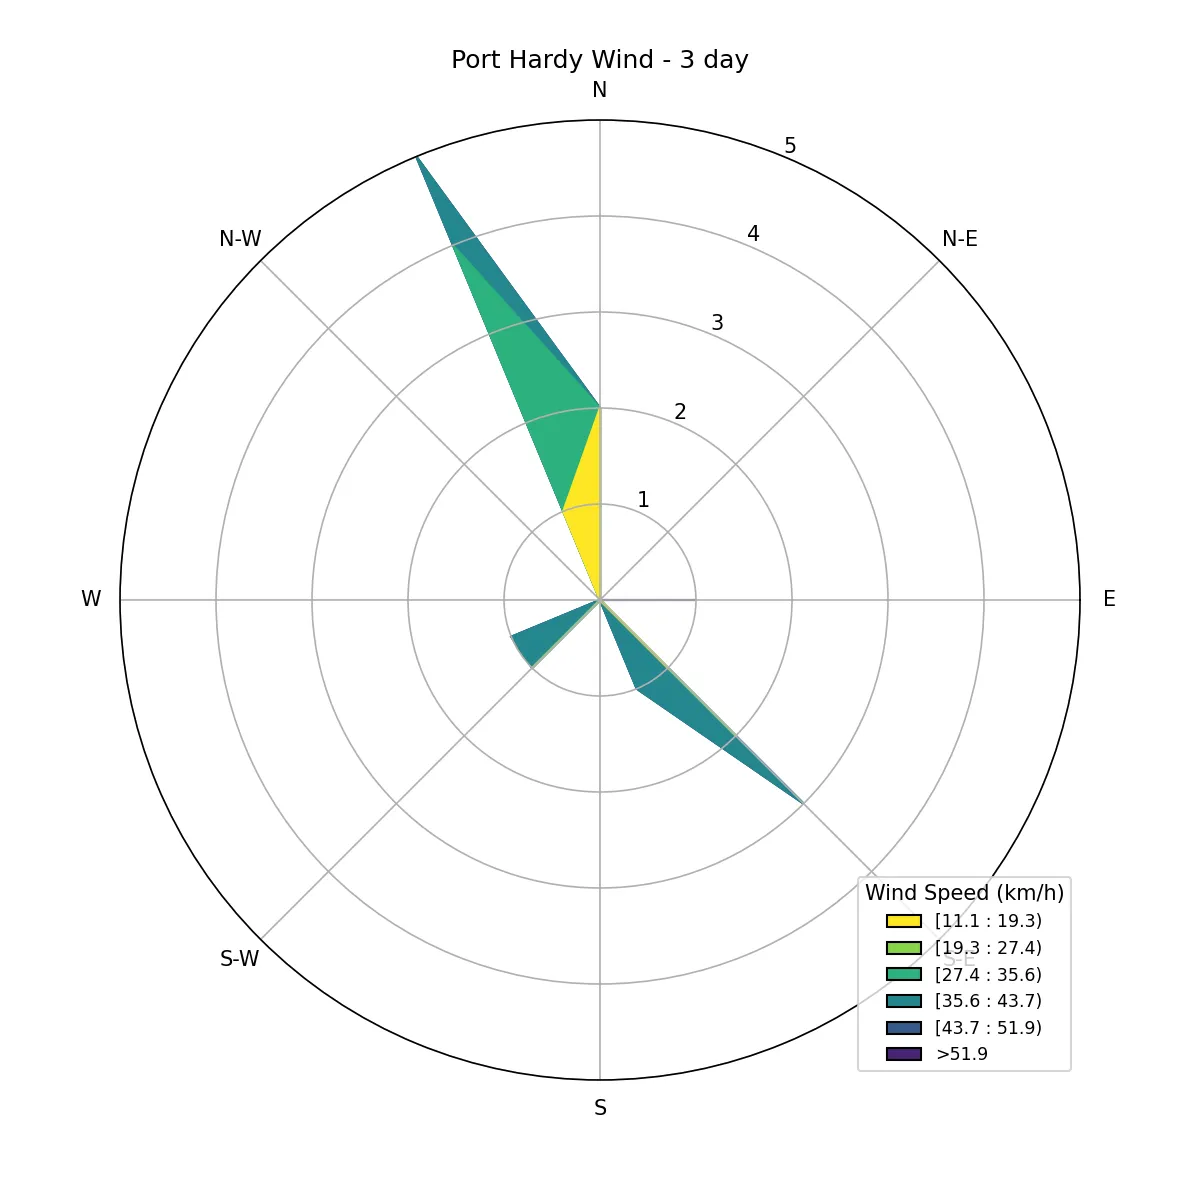 Port Hardy Wind - 3 day
N
5
N-W
N-E
4
3
2
1
W
E
S-W
S-E
S
Wind Speed (km/h)
[11.1 : 19.3)
[19.3 : 27.4)
[27.4 : 35.6)
[35.6 : 43.7)
[43.7 : 51.9)
>51.9